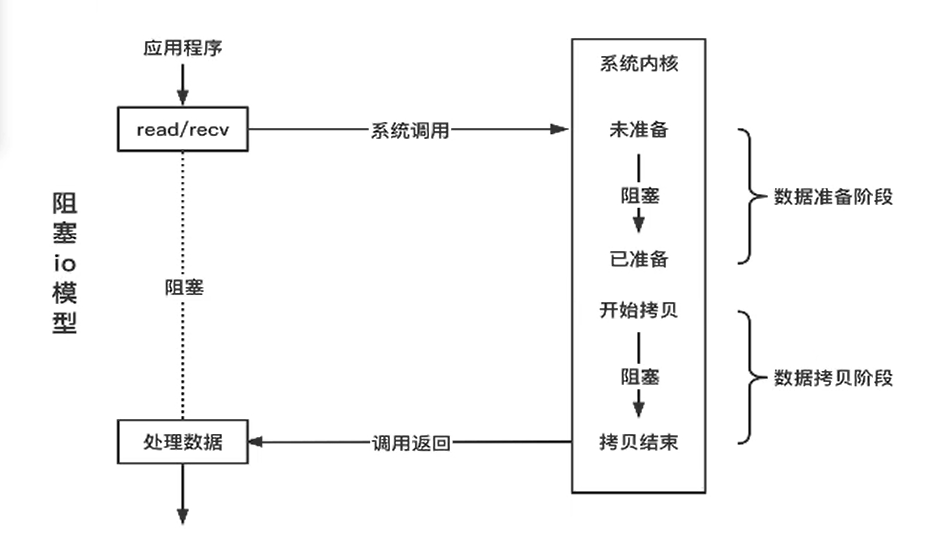 阻塞io模型
应用程序
read/recv
阻塞
处理数据
系统调用
调用返回
系统内核
未准备
阻塞
已准备
开始拷贝
阻塞
拷贝结束
数据准备阶段
数据拷贝阶段